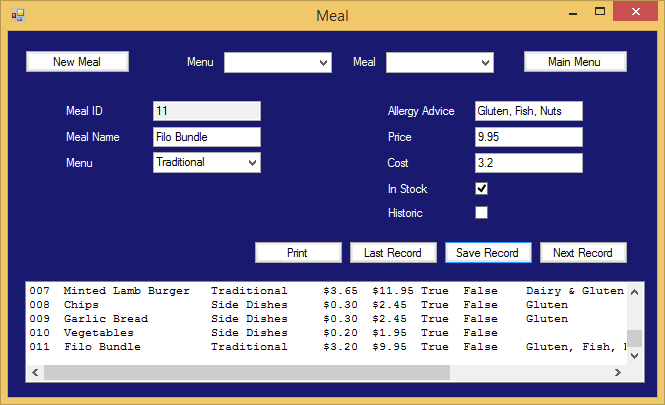 Meal
New Meal Menu Meal Main Menu
Meal ID 11 Allergy Advice Gluten, Fish, Nuts
Meal Name Filo Bundle Price 9.95
Menu Traditional Cost 3.2
In Stock
Historic
Print Last Record Save Record Next Record
007 Minted Lamb Burger Traditional $3.65 $11.95 True False Dairy & Gluten
008 Chips Side Dishes $0.30 $2.45 True False Gluten
009 Garlic Bread Side Dishes $0.30 $2.45 True False Gluten
010 Vegetables Side Dishes $0.20 $1.95 True False
011 Filo Bundle Traditional $3.20 $9.95 True False Gluten, Fish,